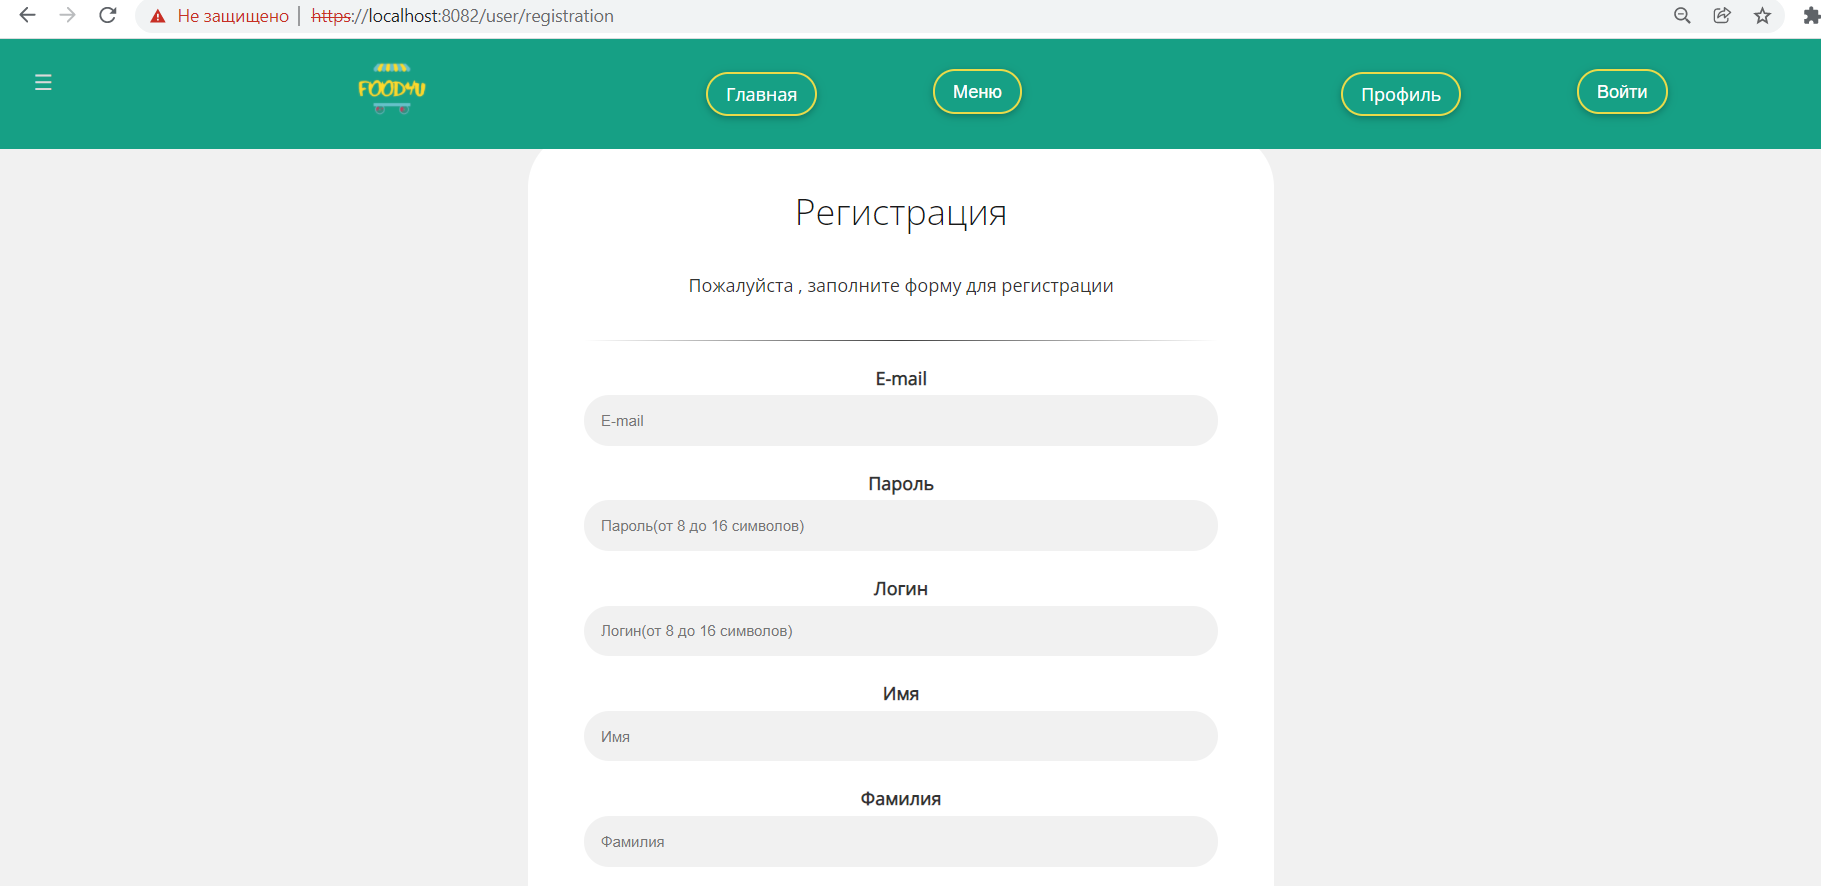 Не защищено | https://localhost:8082/user/registration
FOOD4U
Главная
Меню
Профиль
Войти
Регистрация
Пожалуйста , заполните форму для регистрации
E-mail
E-mail
Пароль
Пароль(от 8 до 16 символов)
Логин
Логин(от 8 до 16 символов)
Имя
Имя
Фамилия
Фамилия